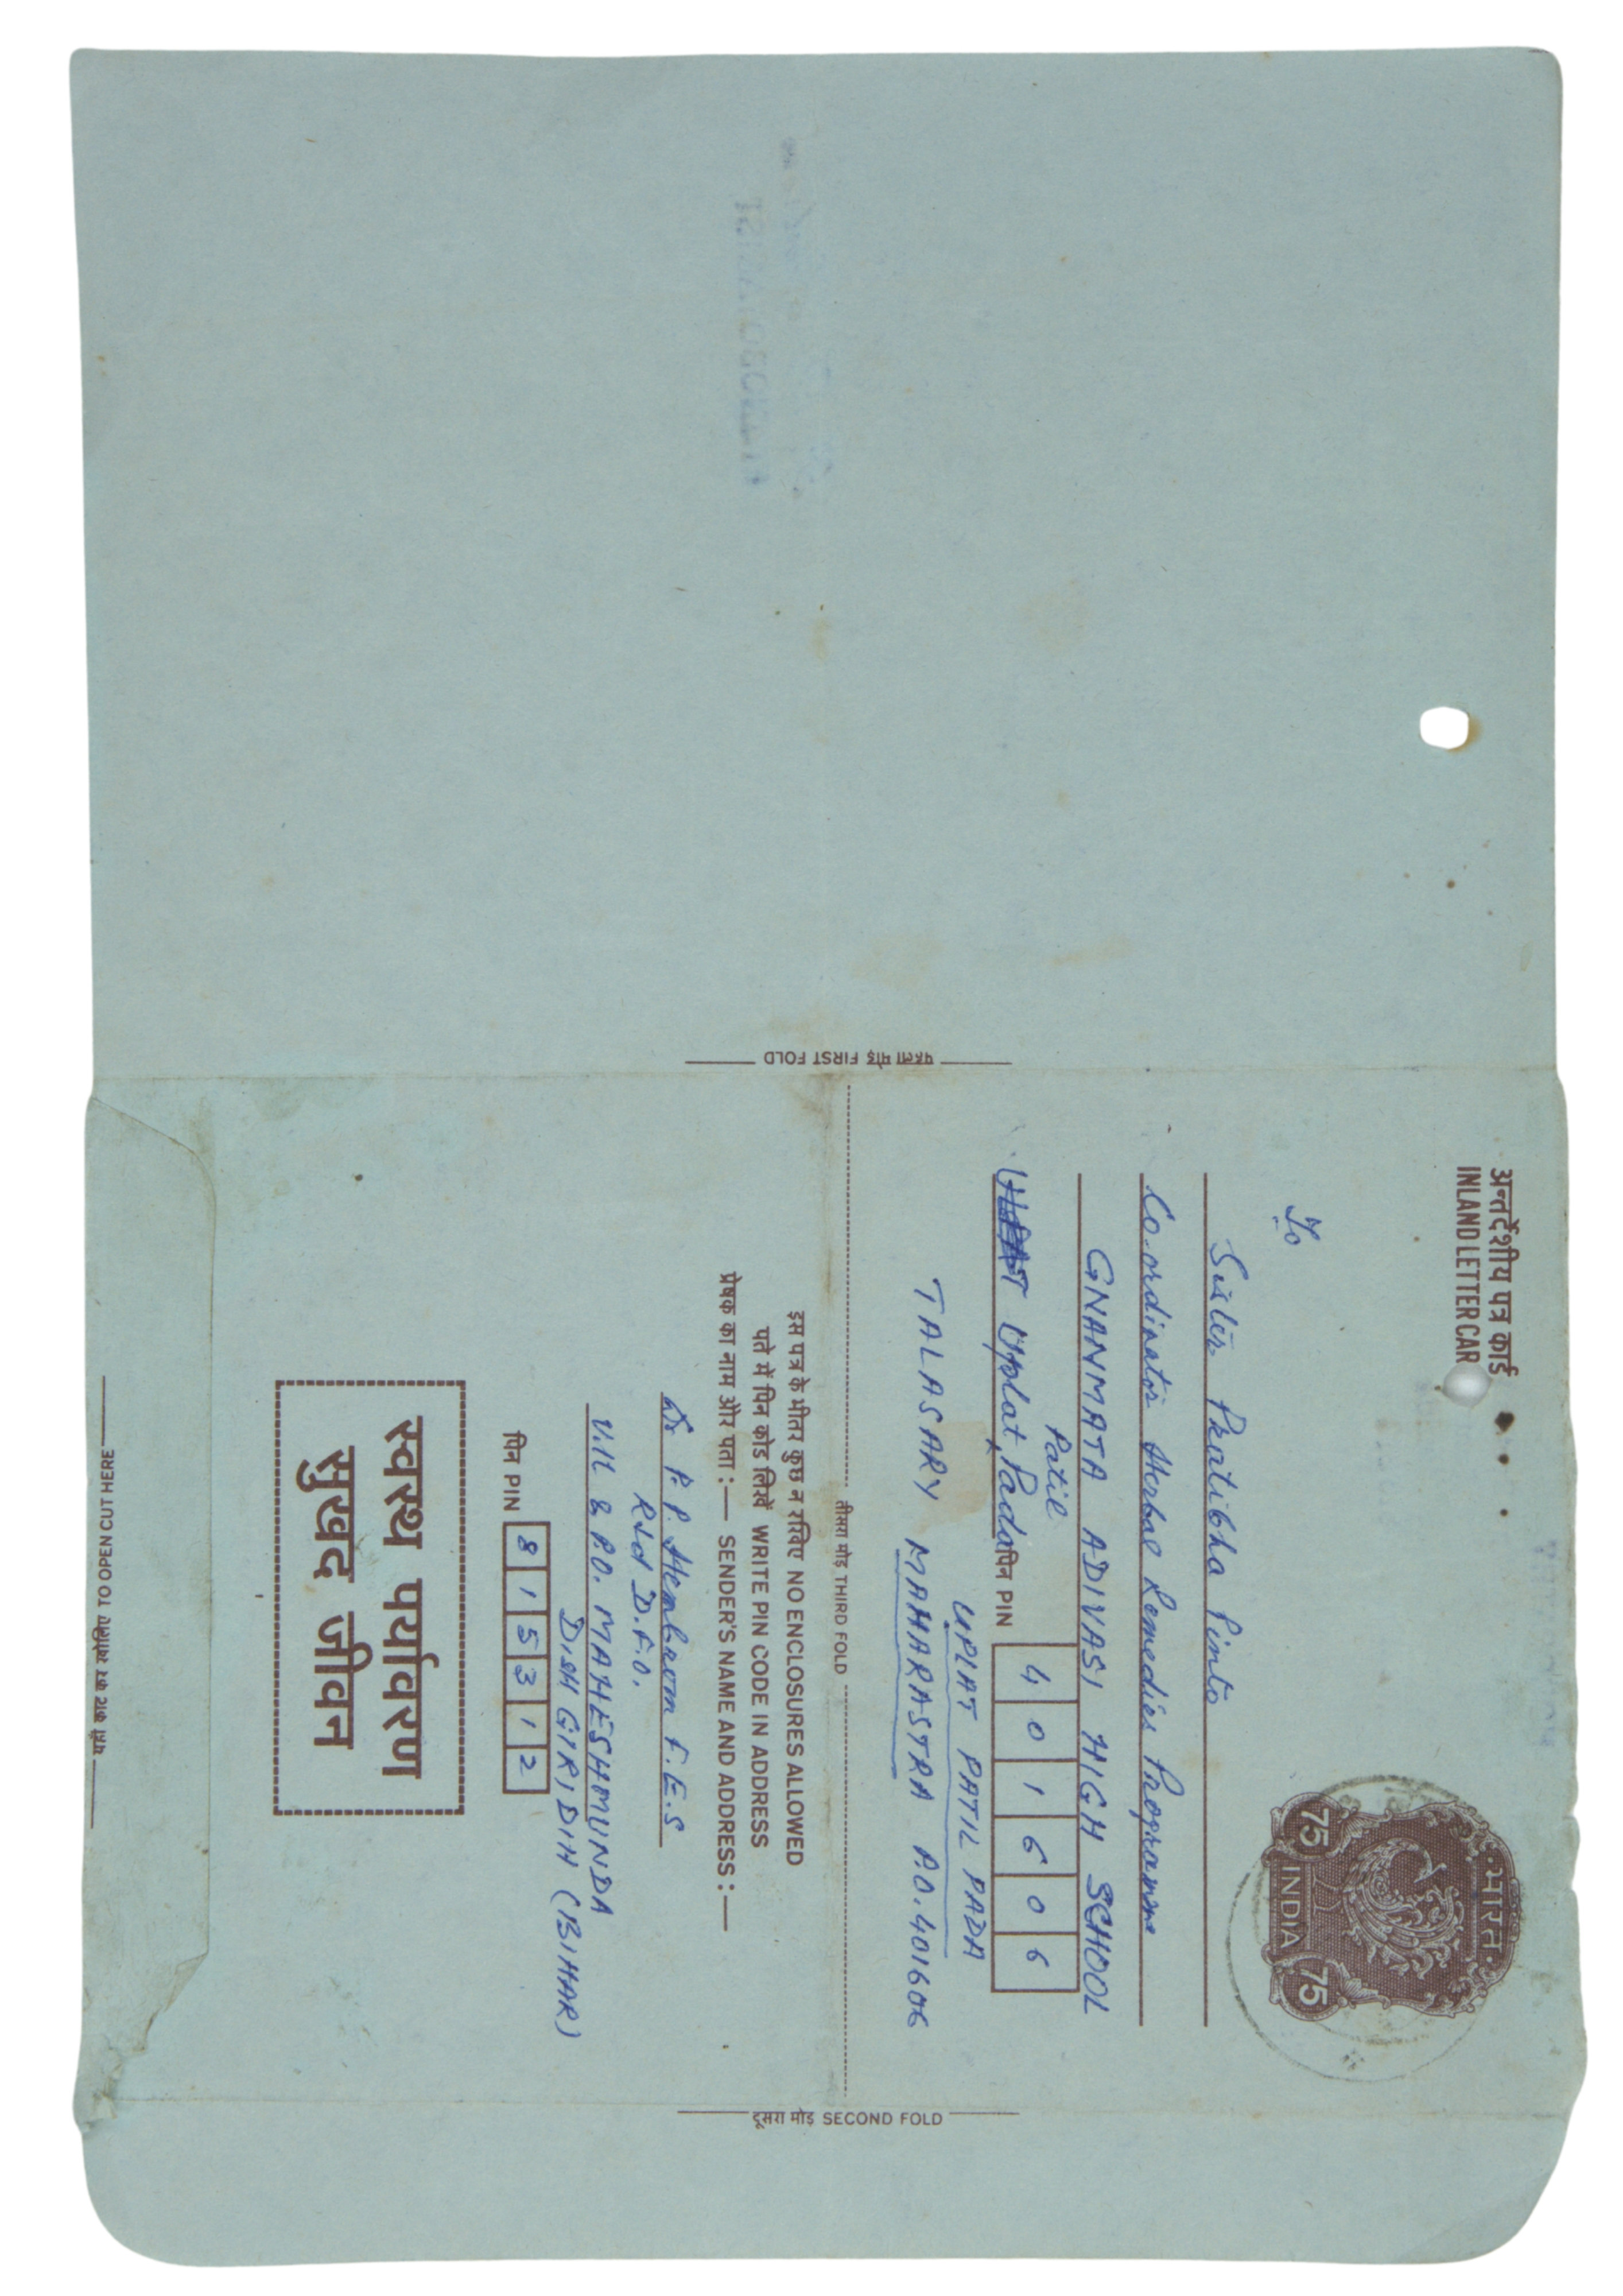 अन्तर्देशीय पत्र कार्ड
INLAND LETTER CAR
भारत
75 INDIA 75
To
Sister Pratibha Pinto
Co-ordinator Herbal Remedies Programme
GNANMATA ADIVASI HIGH SCHOOL
Patil
Uplat Pada पिन PIN 4 0 1 6 0 6
UPLAT PATIL PADA
TALASARY MAHARASTRA P.O. 401606
तीसरा मोड़ THIRD FOLD
इस पत्र के भीतर कुछ न रखिए NO ENCLOSURES ALLOWED
पते में पिन कोड लिखें WRITE PIN CODE IN ADDRESS
प्रेषक का नाम और पता :— SENDER'S NAME AND ADDRESS :—
Dr P. P. Hembrom F.E.S
Rtd D.F.O.
Vill & P.O. MAHESHMUNDA
Distt GIRIDIH (BIHAR)
पिन PIN 8 1 5 3 1 2
स्वस्थ पर्यावरण
सुखद जीवन
यहाँ काट कर खोलिए TO OPEN CUT HERE
पहला मोड़ FIRST FOLD
दूसरा मोड़ SECOND FOLD